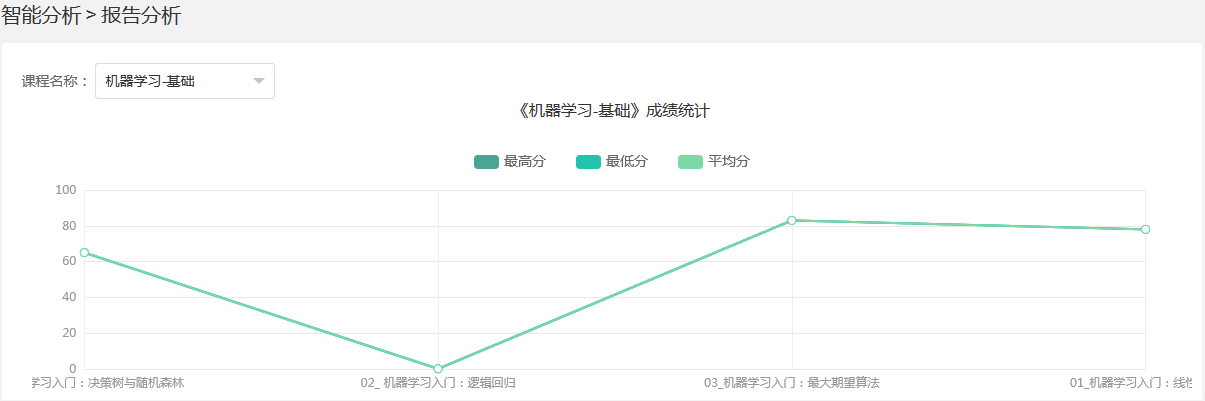 智能分析 > 报告分析
课程名称： 机器学习-基础
《机器学习-基础》成绩统计
最高分 最低分 平均分
100
80
60
40
20
0
学习入门：决策树与随机森林 02_ 机器学习入门：逻辑回归 03_机器学习入门：最大期望算法 01_机器学习入门：线性